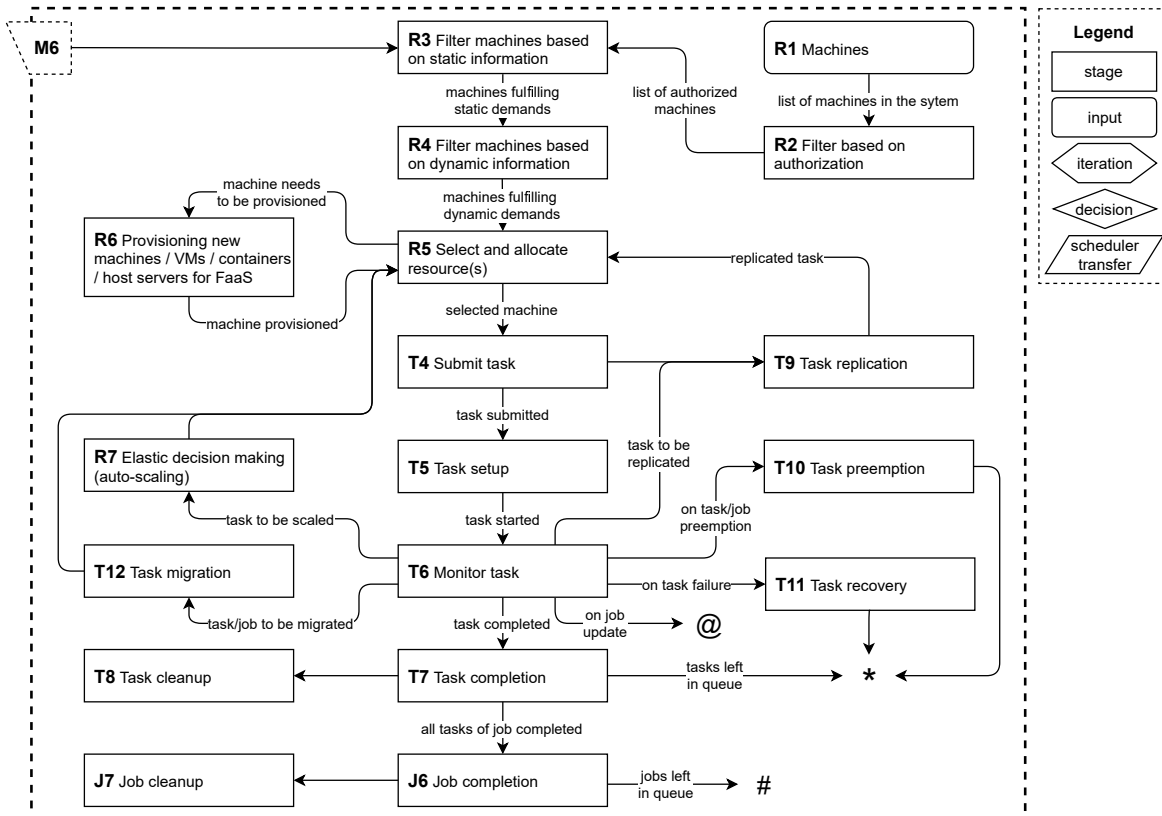 M6
R3 Filter machines based
on static information
R1 Machines
Legend
stage
input
iteration
decision
scheduler
transfer
machines fulfilling
static demands
list of authorized
machines
list of machines in the sytem
R4 Filter machines based
on dynamic information
R2 Filter based on
authorization
machine needs
to be provisioned
machines fulfilling
dynamic demands
R6 Provisioning new
machines / VMs / containers
/ host servers for FaaS
R5 Select and allocate
resource(s)
replicated task
machine provisioned
selected machine
T4 Submit task
T9 Task replication
task submitted
R7 Elastic decision making
(auto-scaling)
T5 Task setup
task to be
replicated
T10 Task preemption
task to be scaled
task started
on task/job
preemption
T12 Task migration
T6 Monitor task
on task failure
T11 Task recovery
task/job to be migrated
task completed
on job
update
@
T8 Task cleanup
T7 Task completion
tasks left
in queue
*
all tasks of job completed
J7 Job cleanup
J6 Job completion
jobs left
in queue
#